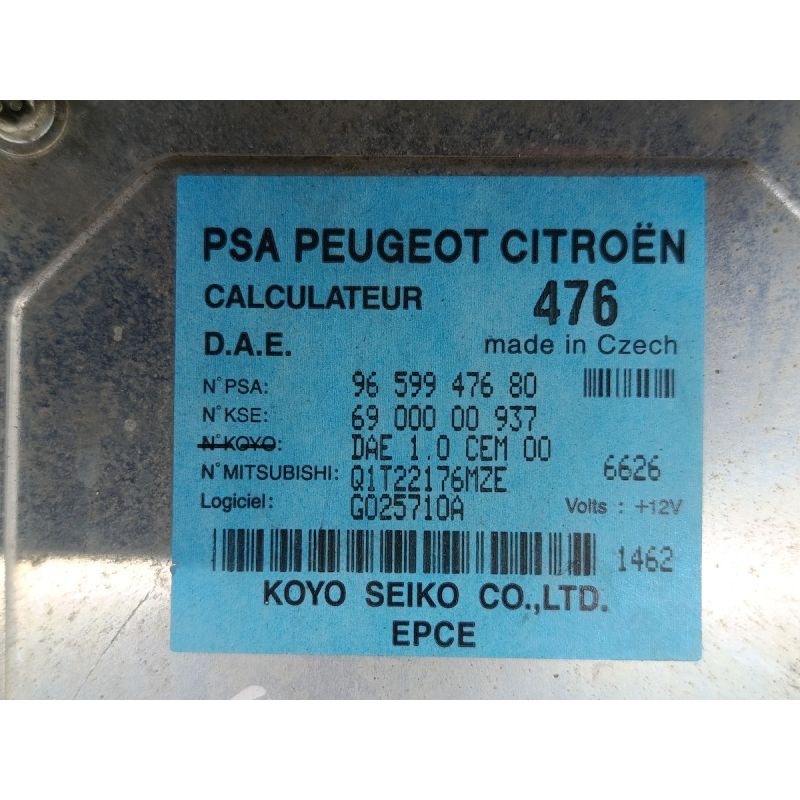 PSA PEUGEOT CITROËN
CALCULATEUR 476
D.A.E. made in Czech
N°PSA: 96 599 476 80
N°KSE: 69 000 00 937
N°KOYO: DAE 1.0 CEM 00
N°MITSUBISHI: Q1T22176MZE 6626
Logiciel: G025710A Volts : +12V
1462
KOYO SEIKO CO.,LTD.
EPCE